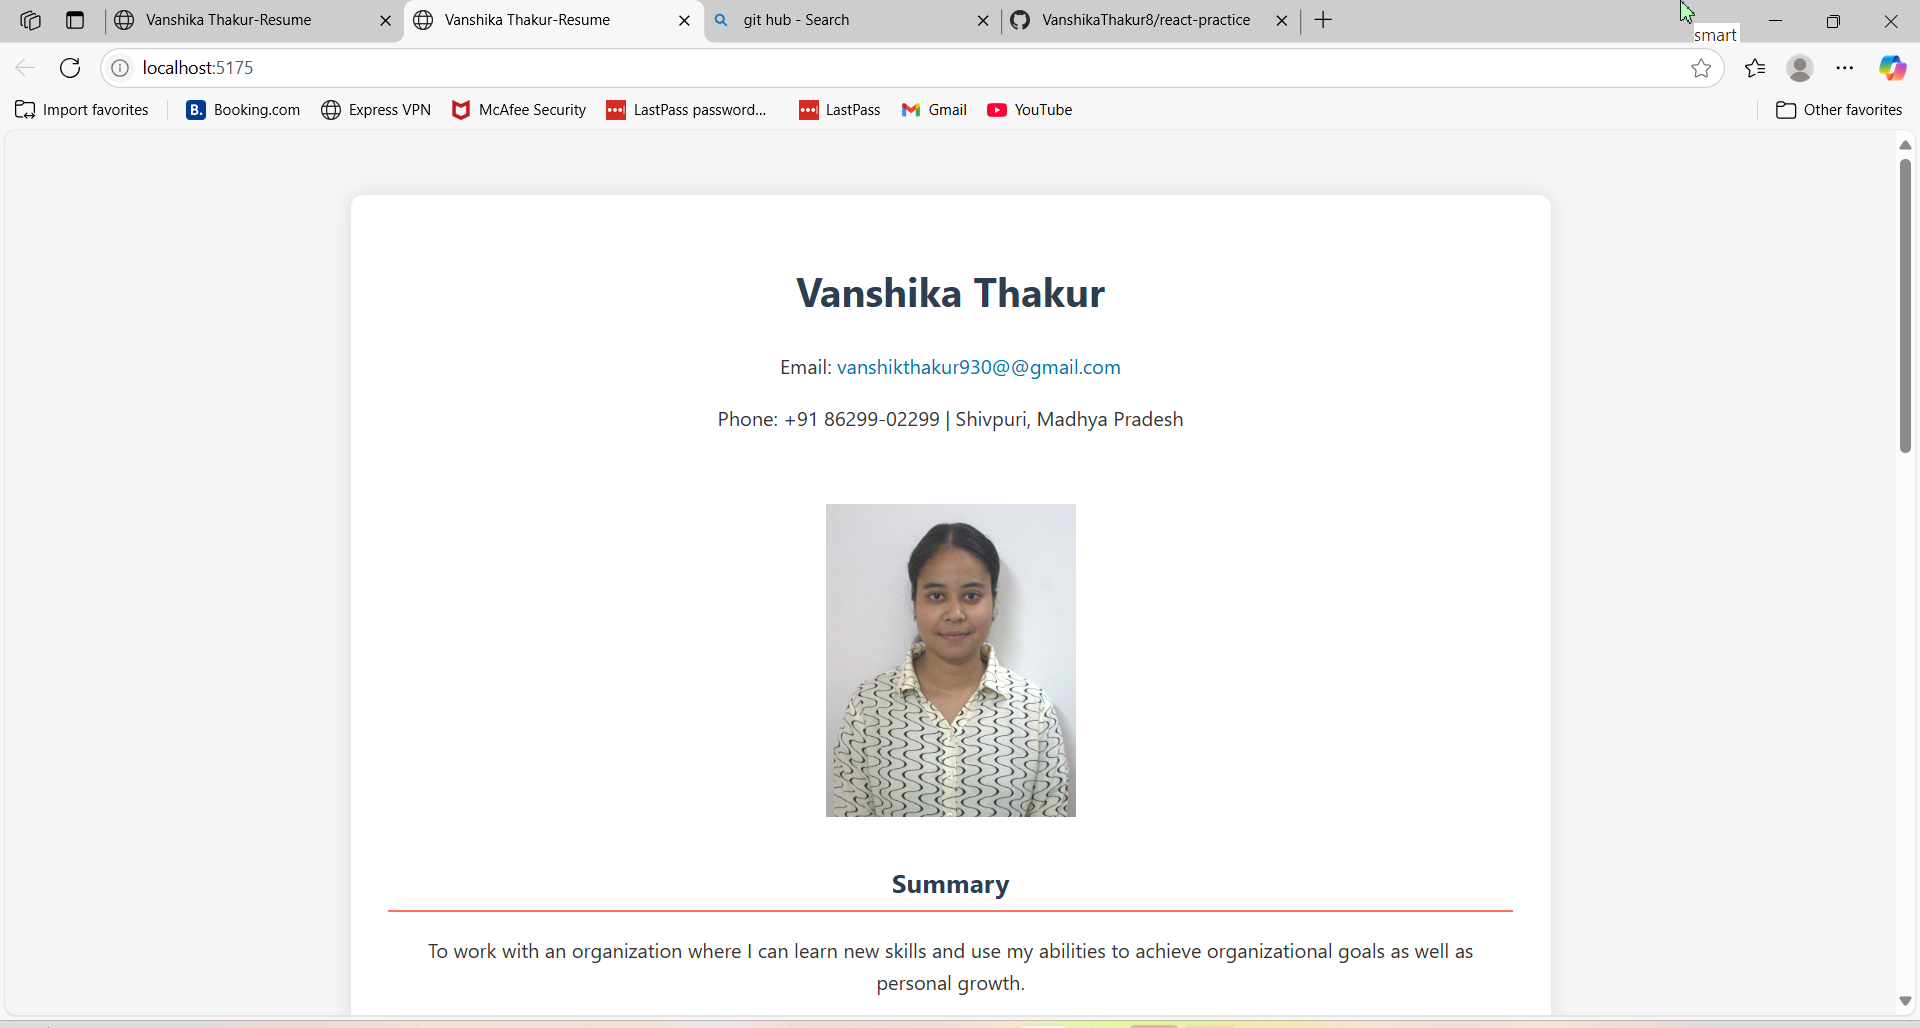 Vanshika Thakur-Resume
Vanshika Thakur-Resume
git hub - Search
VanshikaThakur8/react-practice
smart
localhost:5175
Import favorites
B. Booking.com
Express VPN
McAfee Security
LastPass password...
LastPass
Gmail
YouTube
Other favorites
Vanshika Thakur
Email: vanshikthakur930@@gmail.com
Phone: +91 86299-02299 | Shivpuri, Madhya Pradesh
Summary
To work with an organization where I can learn new skills and use my abilities to achieve organizational goals as well as
personal growth.